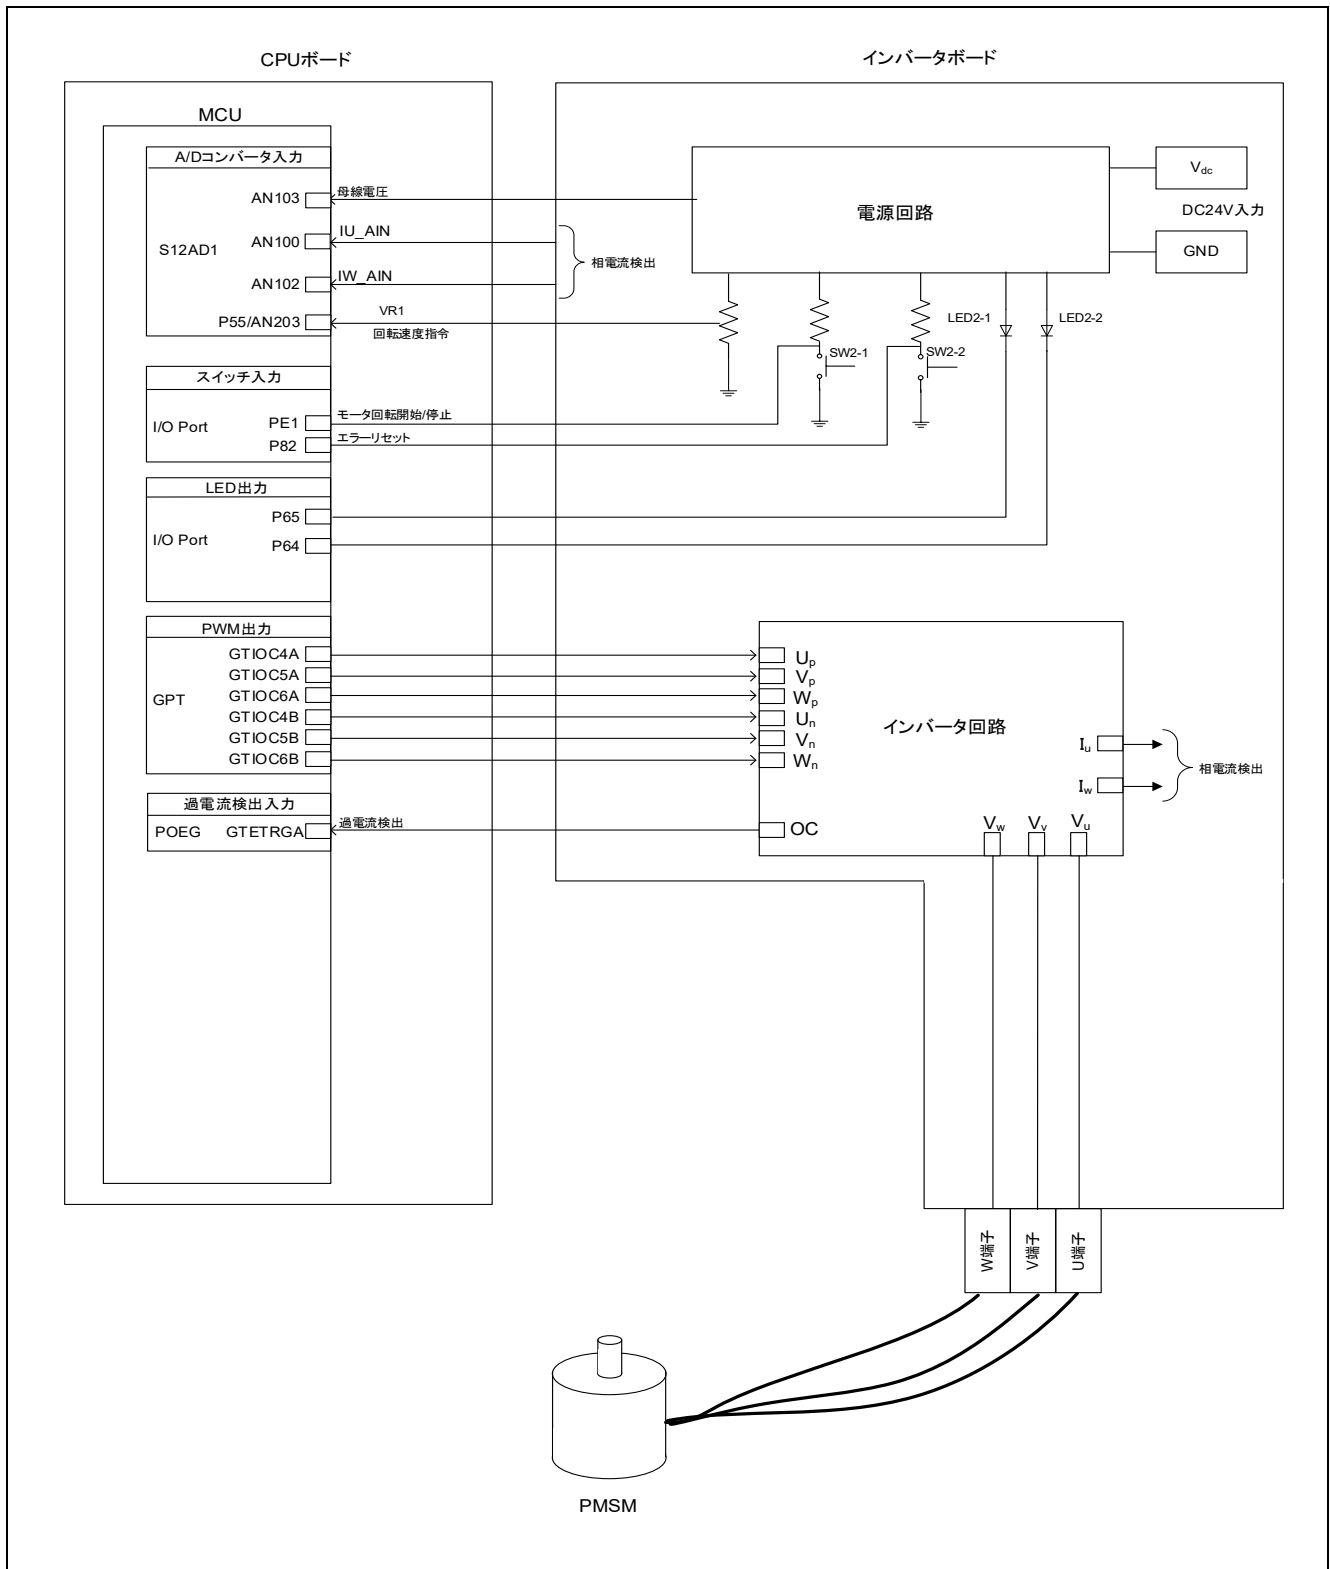 CPUボード
インバータボード
MCU
A/Dコンバータ入力
S12AD1
AN103
母線電圧
AN100
IU_AIN
AN102
IW_AIN
相電流検出
P55/AN203
VR1
回転速度指令
電源回路
Vdc
DC24V入力
GND
LED2-1
LED2-2
SW2-1
SW2-2
スイッチ入力
I/O Port
PE1
モータ回転開始/停止
P82
エラーリセット
LED出力
I/O Port
P65
P64
PWM出力
GPT
GTIOC4A
GTIOC5A
GTIOC6A
GTIOC4B
GTIOC5B
GTIOC6B
Up
Vp
Wp
Un
Vn
Wn
インバータ回路
Iu
Iw
相電流検出
過電流検出入力
POEG
GTETRGA
過電流検出
OC
Vw
Vv
Vu
W端子
V端子
U端子
PMSM